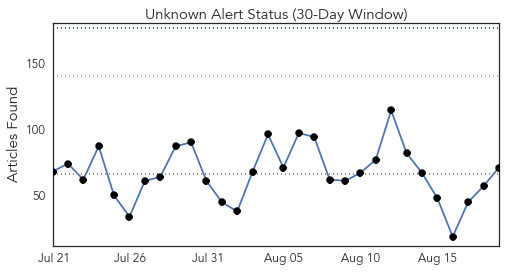 Unknown Alert Status (30-Day Window)
Articles Found
150
100
50
Jul 21 Jul 26 Jul 31 Aug 05 Aug 10 Aug 15